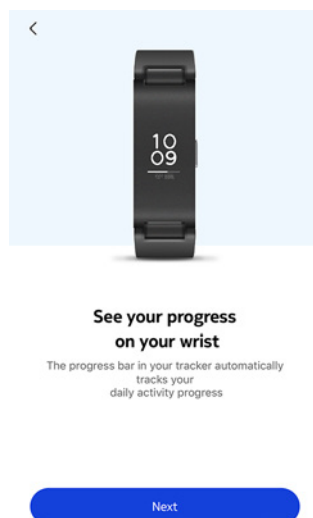 10
09
See your progress
on your wrist
The progress bar in your tracker automatically
tracks your
daily activity progress
Next